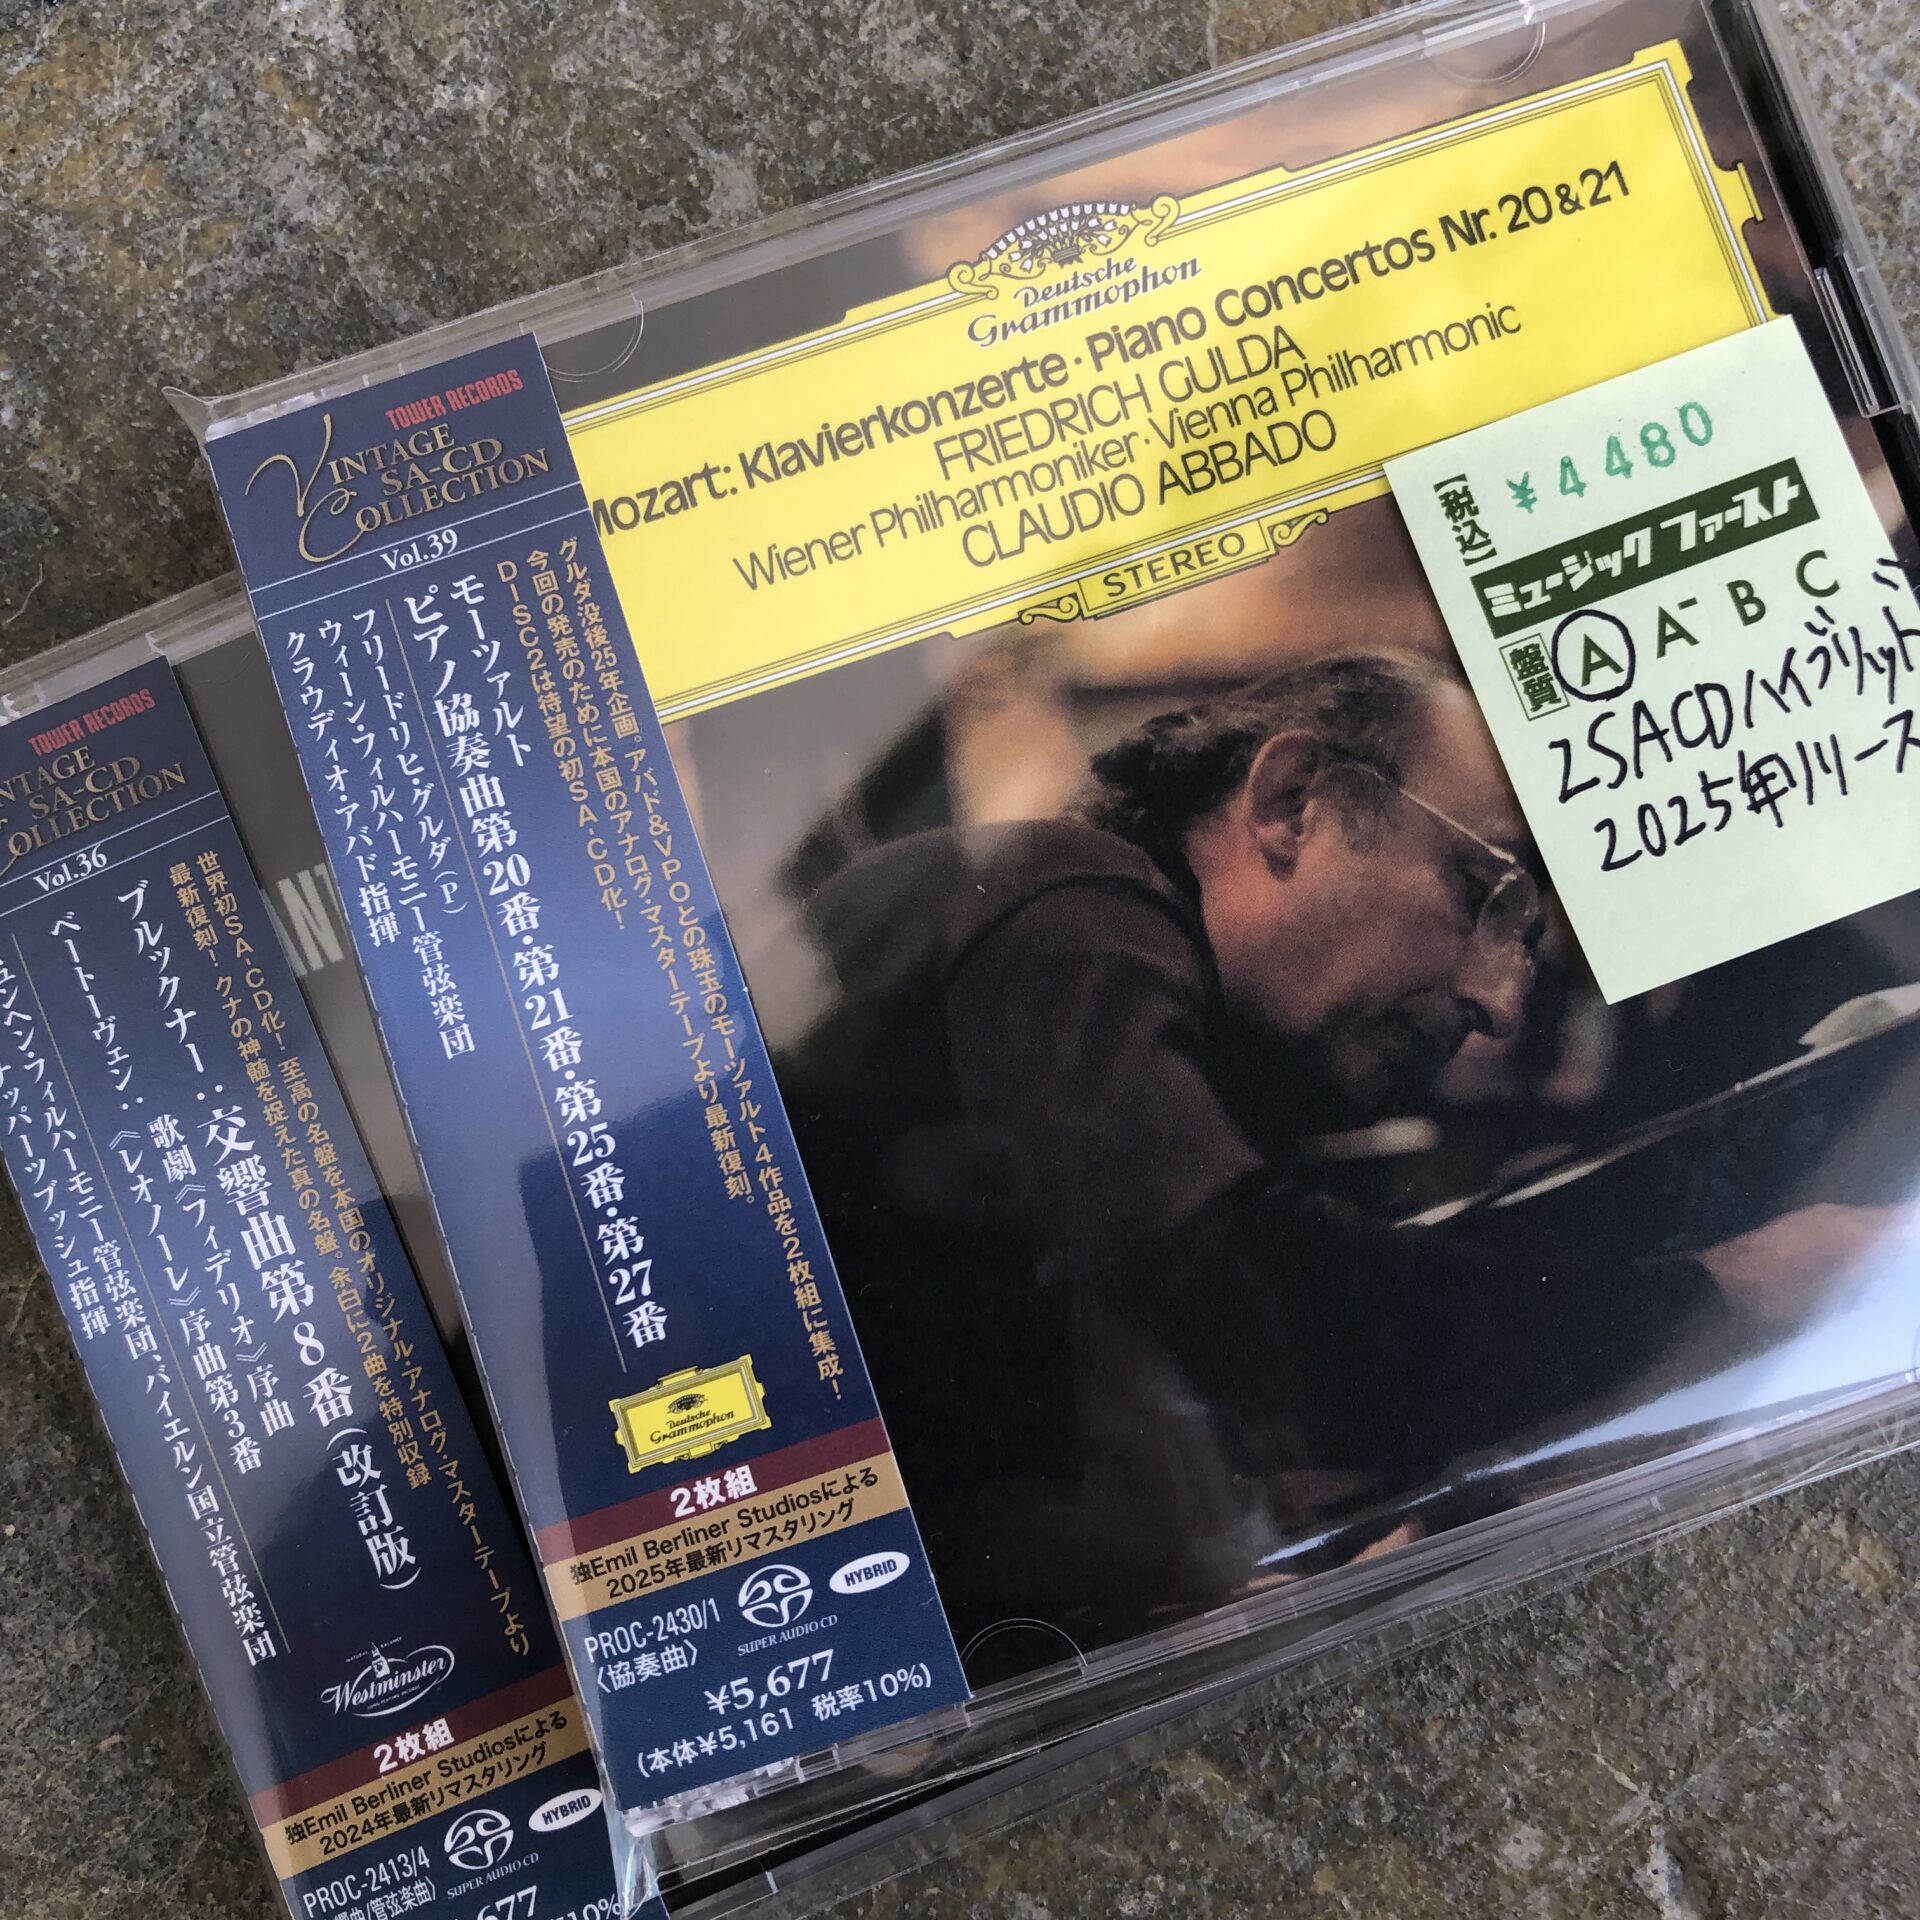 Deutsche
Grammophon
Mozart: Klavierkonzerte · Piano Concertos Nr. 20 & 21
FRIEDRICH GULDA
Wiener Philharmoniker · Vienna Philharmonic
CLAUDIO ABBADO
STEREO
【税込】
¥4480
ミュージックファースト
盤質
A A⁻ B C
2SACDハイブリッド
2025年リリース
TOWER RECORDS
VINTAGE
SA-CD
COLLECTION
Vol.39
グルダ没後25年企画。アバド&VPOとの珠玉のモーツァルト4作品を2枚組に集成!
今回の発売のために本国のアナログ・マスターテープより最新復刻。
DISC2は待望の初SA-CD化!
モーツァルト
ピアノ協奏曲第20番・第21番・第25番・第27番
フリードリヒ・グルダ(P)
ウィーン・フィルハーモニー管弦楽団
クラウディオ・アバド指揮
Deutsche
Grammophon
2枚組
独Emil Berliner Studiosによる
2025年最新リマスタリング
PROC-2430/1
〈協奏曲〉
SUPER AUDIO CD
HYBRID
¥5,677
(本体¥5,161 税率10%)
TOWER RECORDS
NTAGE
SA-CD
OLLECTION
Vol.36
世界初SA-CD化! 至高の名盤を本国のオリジナル・アナログ・マスターテープより
最新復刻! クナの神髄を捉えた真の名盤。余白に2曲を特別収録
ブルックナー:交響曲第8番(改訂版)
ベートーヴェン:《レオノーレ》序曲第3番
歌劇《フィデリオ》序曲
ュンヘン・フィルハーモニー管弦楽団、バイエルン国立管弦楽団
ナッパーツブッシュ指揮
NATURAL BALANCE
Westminster
LONG PLAYING RECORDS
2枚組
独Emil Berliner Studiosによる
2024年最新リマスタリング
PROC-2413/4
響曲/管弦楽曲〉
SUPER AUDIO CD
HYBRID
677
10%